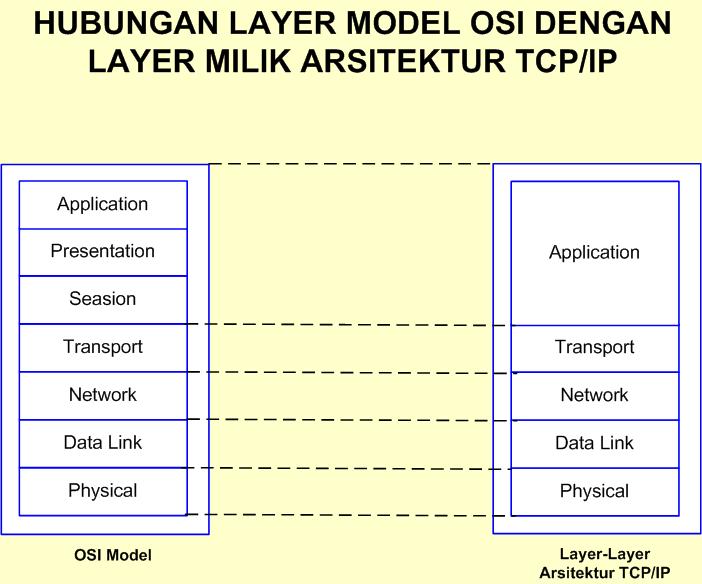 HUBUNGAN LAYER MODEL OSI DENGAN
LAYER MILIK ARSITEKTUR TCP/IP
Application
Presentation
Seasion
Transport
Network
Data Link
Physical
OSI Model
Application
Transport
Network
Data Link
Physical
Layer-Layer
Arsitektur TCP/IP